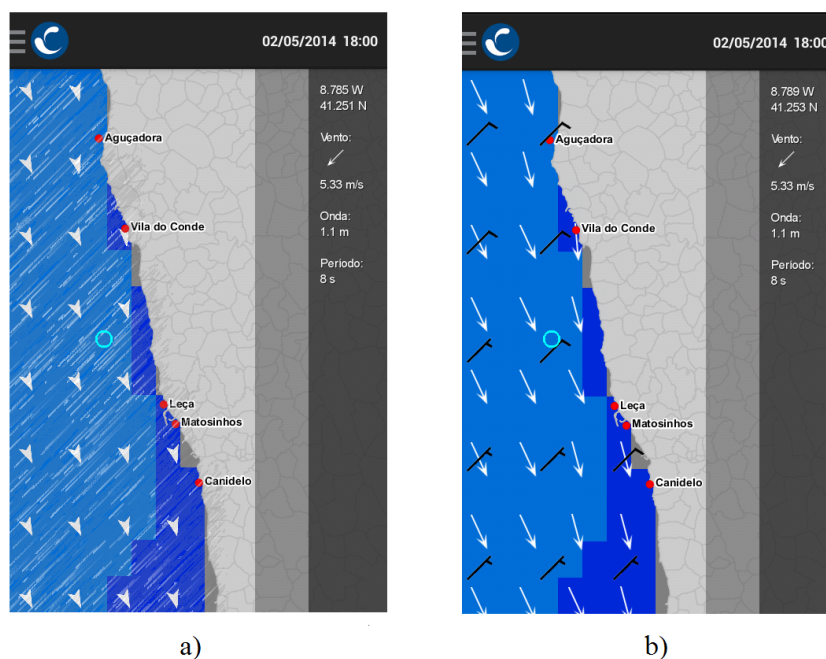 02/05/2014 18:00
8.785 W
41.251 N
Vento:
5.33 m/s
Onda:
1.1 m
Periodo:
8 s
Aguçadora
Vila do Conde
Leça
Matosinhos
Canidelo
a)
02/05/2014 18:00
8.789 W
41.253 N
Vento:
5.33 m/s
Onda:
1.1 m
Periodo:
8 s
Aguçadora
Vila do Conde
Leça
Matosinhos
Canidelo
b)